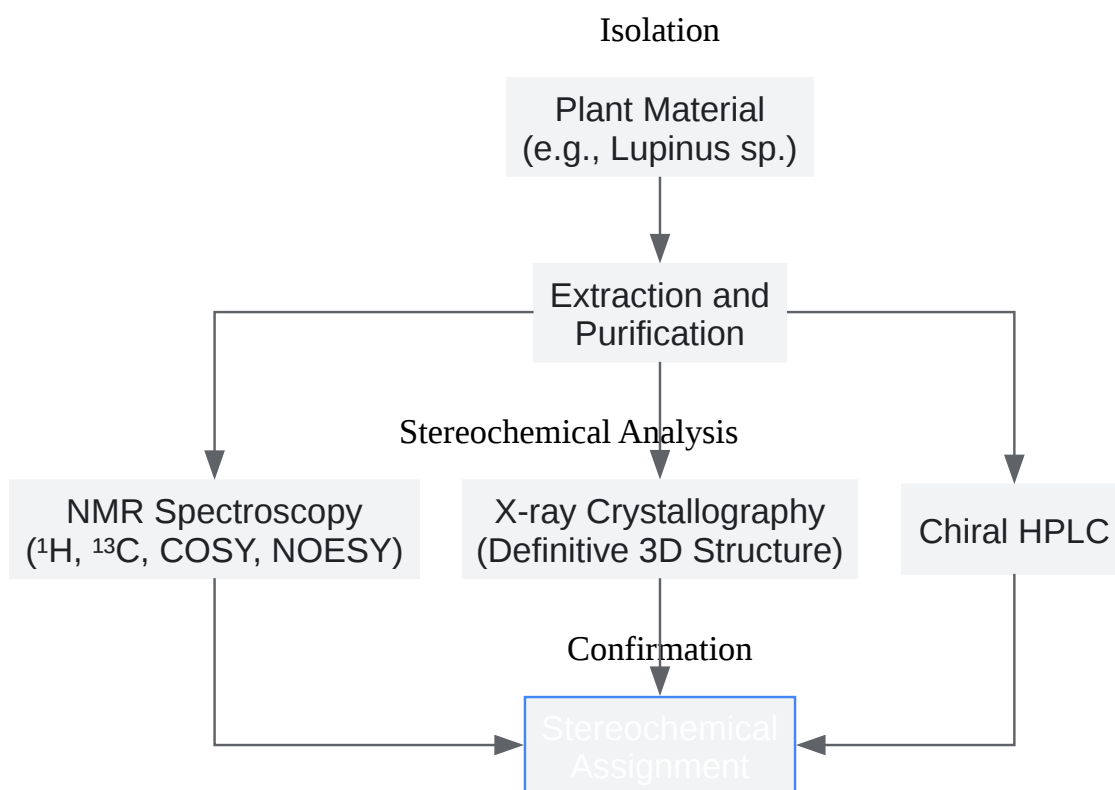 Isolation
Plant Material
(e.g., Lupinus sp.)
Extraction and
Purification
Stereochemical Analysis
NMR Spectroscopy
(¹H, ¹³C, COSY, NOESY)
X-ray Crystallography
(Definitive 3D Structure)
Chiral HPLC
Confirmation
Stereochemical
Assignment